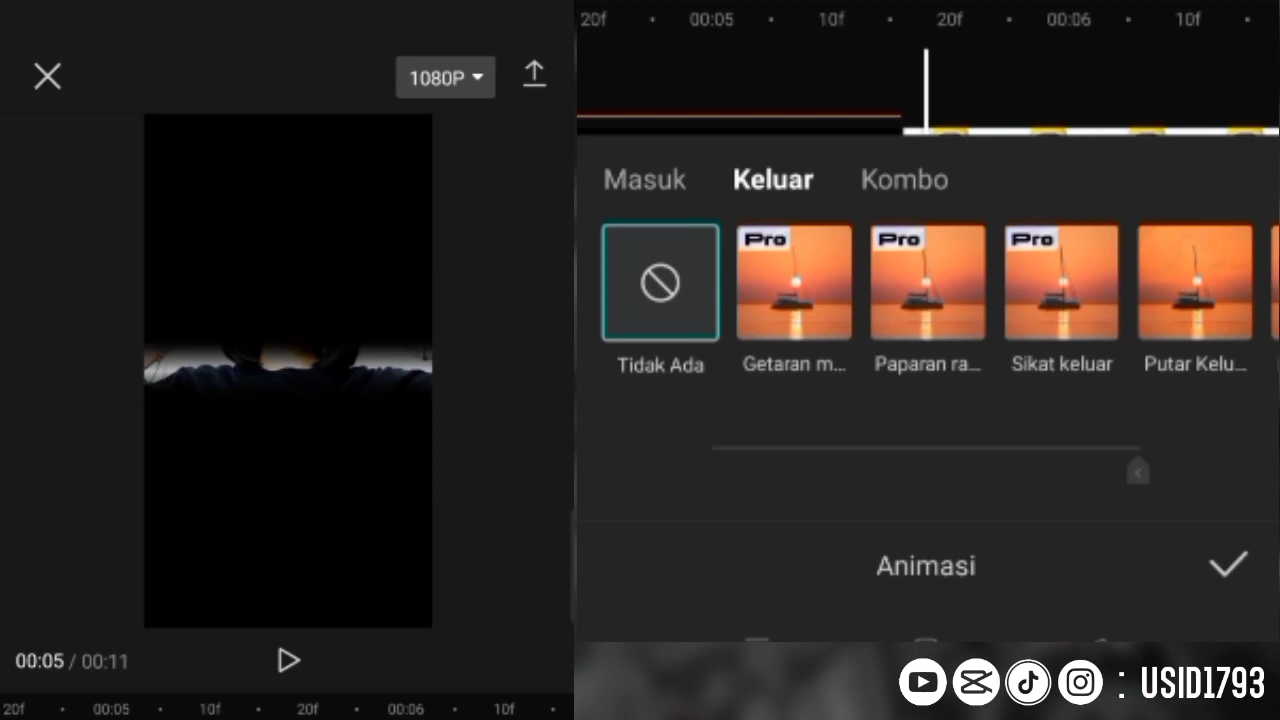 1080P
00:05 / 00:11
20f 00:05 10f 20f 00:06 10f
20f 00:05 10f 20f 00:06 10f
Masuk Keluar Kombo
Pro Pro Pro
Tidak Ada Getaran m... Paparan ra... Sikat keluar Putar Kelu...
Animasi
: USID1793